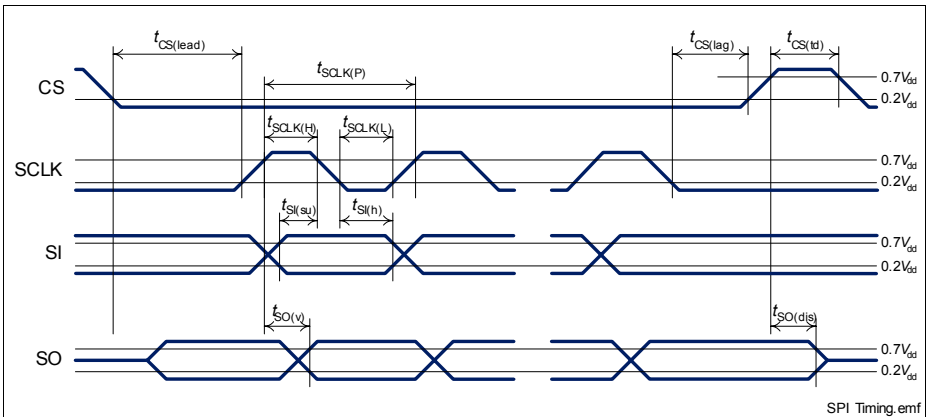 tCS(lead)
tCS(lag)
tCS(td)
tSCLK(P)
CS
0.7Vdd
0.2Vdd
tSCLK(H)
tSCLK(L)
SCLK
0.7Vdd
0.2Vdd
tSI(su)
tSI(h)
SI
0.7Vdd
0.2Vdd
tSO(v)
tSO(dis)
SO
0.7Vdd
0.2Vdd
SPI Timing.emf